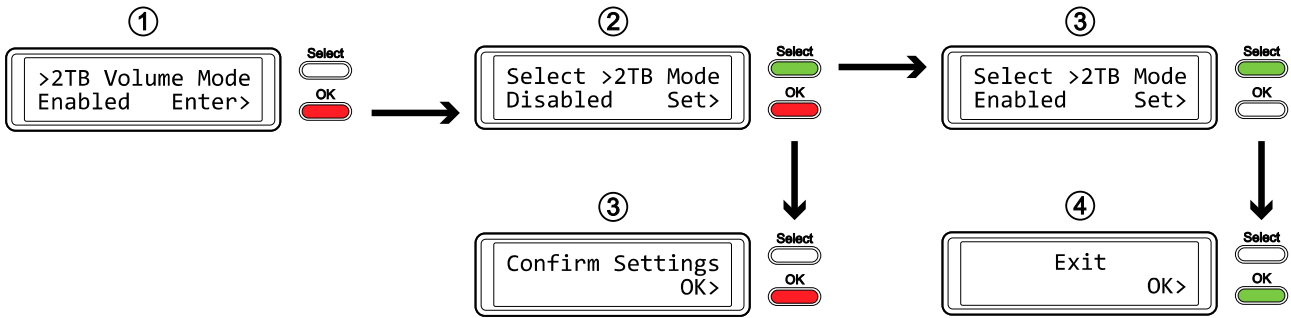 ①
>2TB Volume Mode
Enabled Enter>
Select
OK
②
Select >2TB Mode
Disabled Set>
Select
OK
③
Select >2TB Mode
Enabled Set>
Select
OK
③
Confirm Settings
OK>
Select
OK
④
Exit
OK>
Select
OK